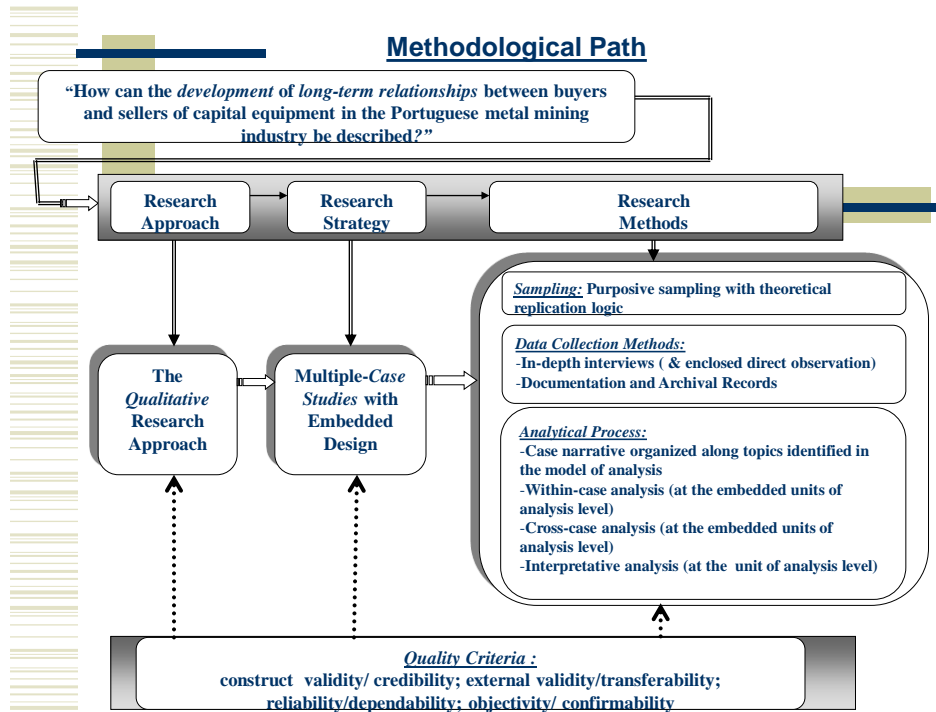 Methodological Path
“How can the development of long-term relationships between buyers
and sellers of capital equipment in the Portuguese metal mining
industry be described?”
Research
Approach
Research
Strategy
Research
Methods
Sampling: Purposive sampling with theoretical
replication logic
Data Collection Methods:
-In-depth interviews ( & enclosed direct observation)
-Documentation and Archival Records
The
Qualitative
Research
Approach
Multiple-Case
Studies with
Embedded
Design
Analytical Process:
-Case narrative organized along topics identified in
the model of analysis
-Within-case analysis (at the embedded units of
analysis level)
-Cross-case analysis (at the embedded units of
analysis level)
-Interpretative analysis (at the unit of analysis level)
Quality Criteria :
construct validity/ credibility; external validity/transferability;
reliability/dependability; objectivity/ confirmability